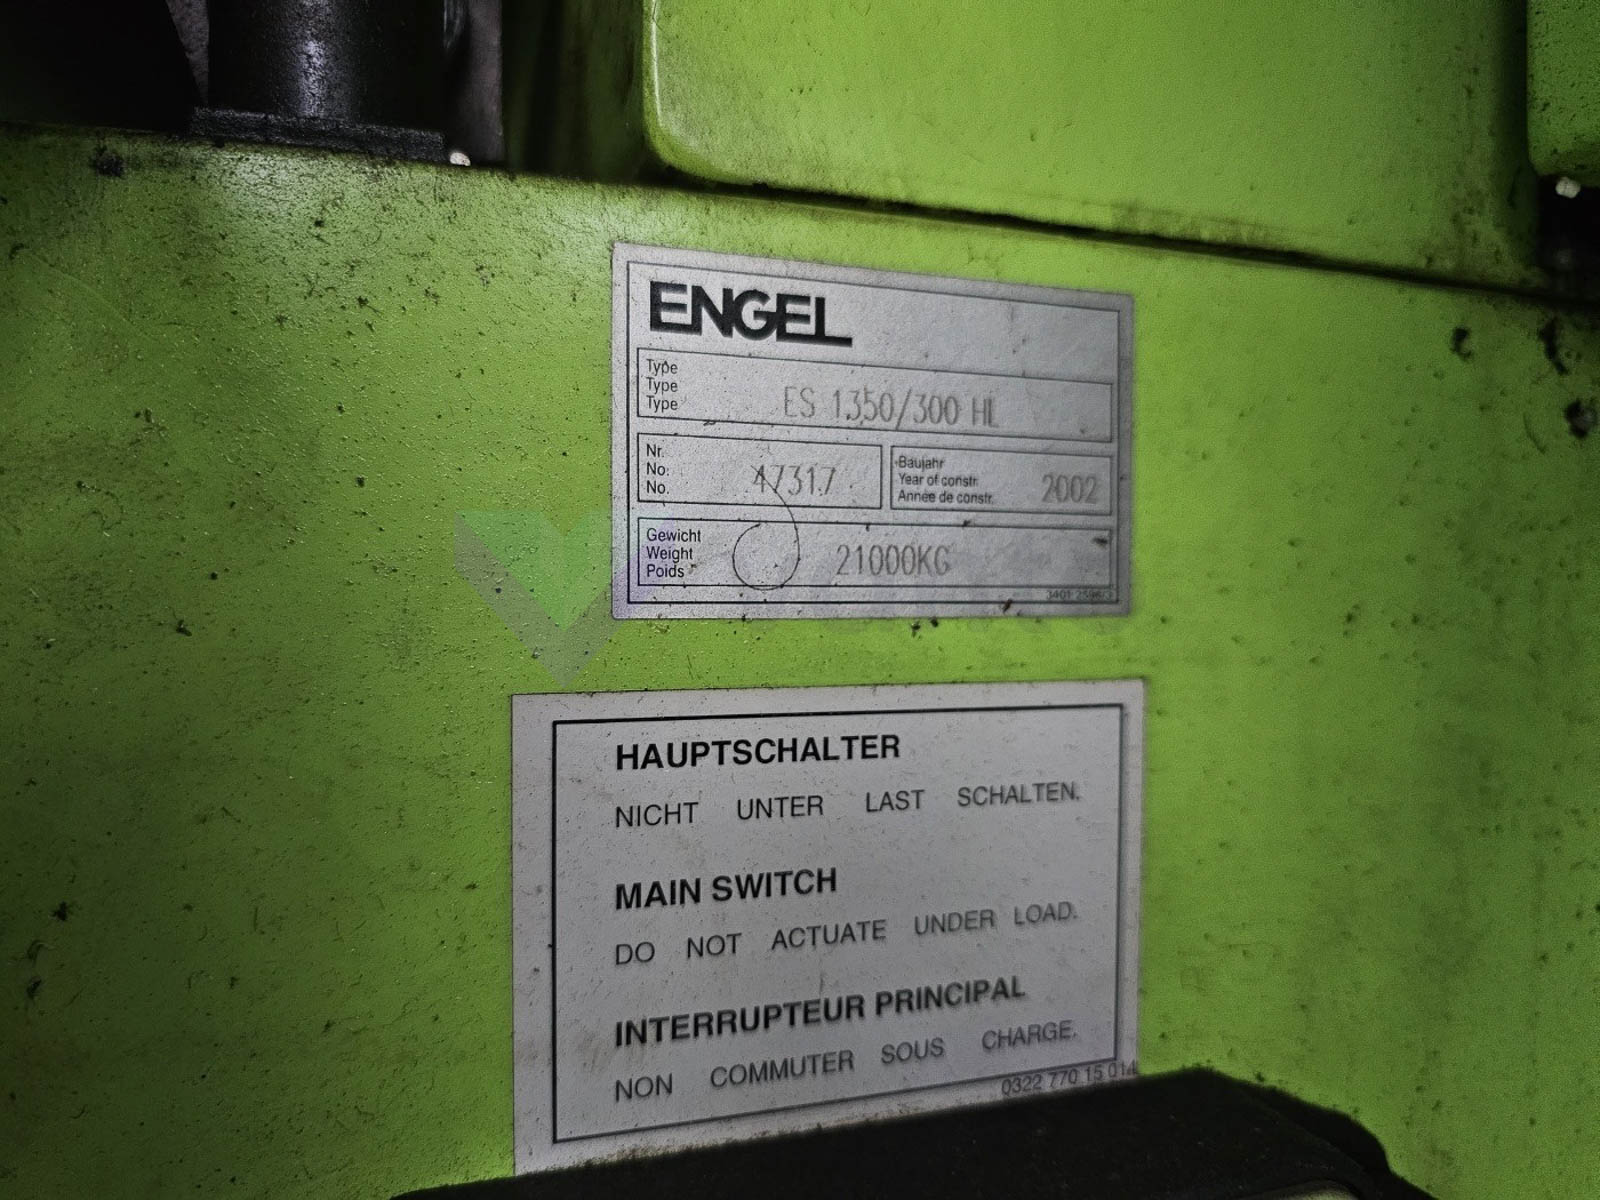 ENGEL
Type
Type
Type
ES 1350/300 HL
Nr.
No.
No.
47317
Baujahr
Year of constr.
Année de constr.
2002
Gewicht
Weight
Poids
21000KG
HAUPTSCHALTER
NICHT UNTER LAST SCHALTEN.
MAIN SWITCH
DO NOT ACTUATE UNDER LOAD.
INTERRUPTEUR PRINCIPAL
NON COMMUTER SOUS CHARGE.
0322 770 15 014